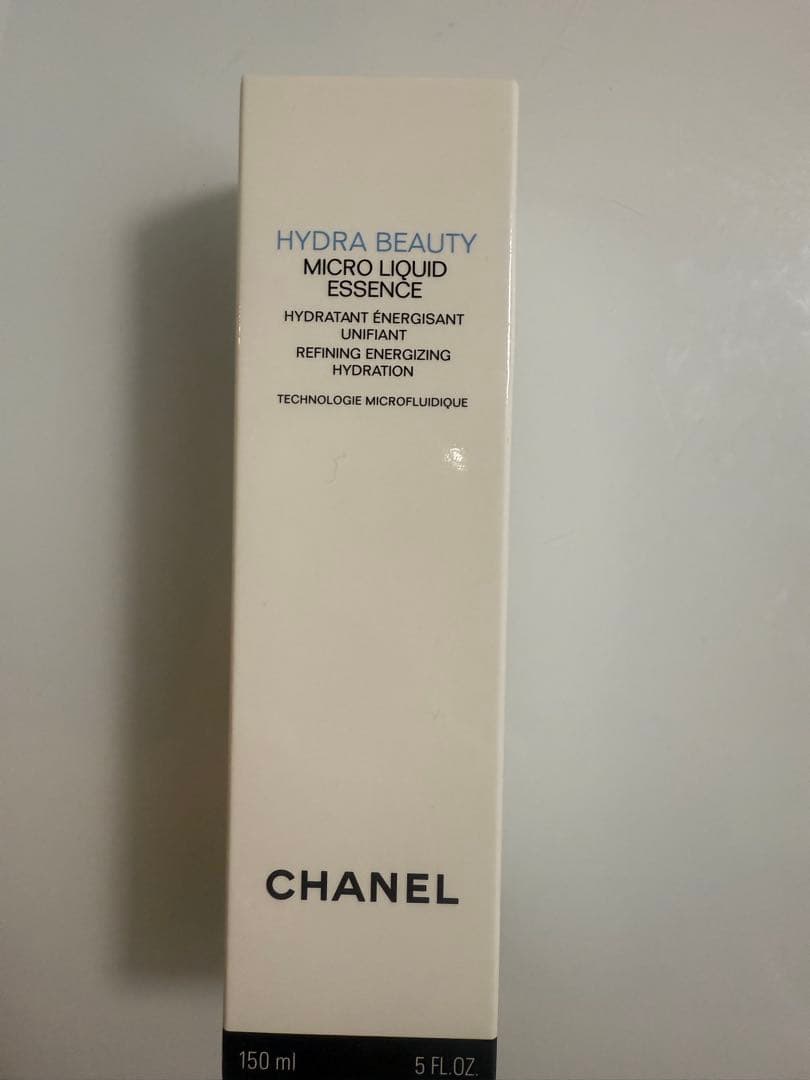 HYDRA BEAUTY
MICRO LIQUID
ESSENCE
HYDRATANT ÉNERGISANT
UNIFIANT
REFINING ENERGIZING
HYDRATION
TECHNOLOGIE MICROFLUIDIQUE
CHANEL
150 ml 5 FL.OZ.